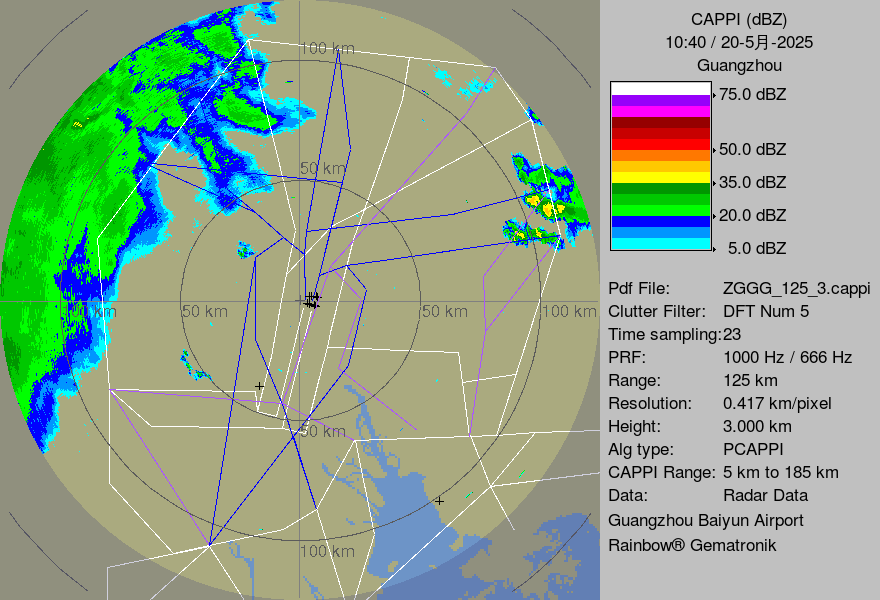 CAPPI (dBZ)
10:40 / 20-5月-2025
Guangzhou
75.0 dBZ
50.0 dBZ
35.0 dBZ
20.0 dBZ
5.0 dBZ
Pdf File: ZGGG_125_3.cappi
Clutter Filter: DFT Num 5
Time sampling:23
PRF: 1000 Hz / 666 Hz
Range: 125 km
Resolution: 0.417 km/pixel
Height: 3.000 km
Alg type: PCAPPI
CAPPI Range: 5 km to 185 km
Data: Radar Data
Guangzhou Baiyun Airport
Rainbow® Gematronik
100 km
50 km
100 km
50 km
50 km
100 km
50 km
100 km